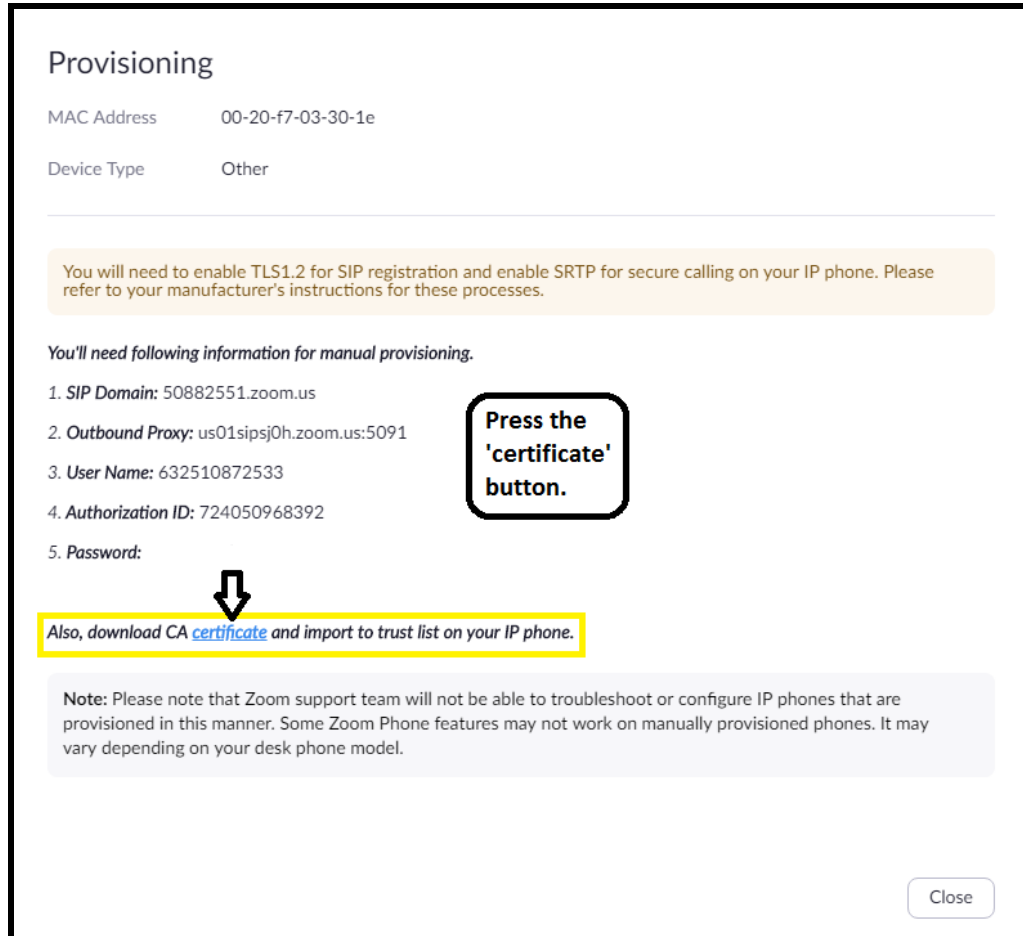 Provisioning
MAC Address 00-20-f7-03-30-1e
Device Type Other
You will need to enable TLS1.2 for SIP registration and enable SRTP for secure calling on your IP phone. Please
refer to your manufacturer's instructions for these processes.
You'll need following information for manual provisioning.
1. SIP Domain: 50882551.zoom.us
2. Outbound Proxy: us01sipsj0h.zoom.us:5091
3. User Name: 632510872533
4. Authorization ID: 724050968392
5. Password:
Press the
'certificate'
button.
Also, download CA certificate and import to trust list on your IP phone.
Note: Please note that Zoom support team will not be able to troubleshoot or configure IP phones that are
provisioned in this manner. Some Zoom Phone features may not work on manually provisioned phones. It may
vary depending on your desk phone model.
Close